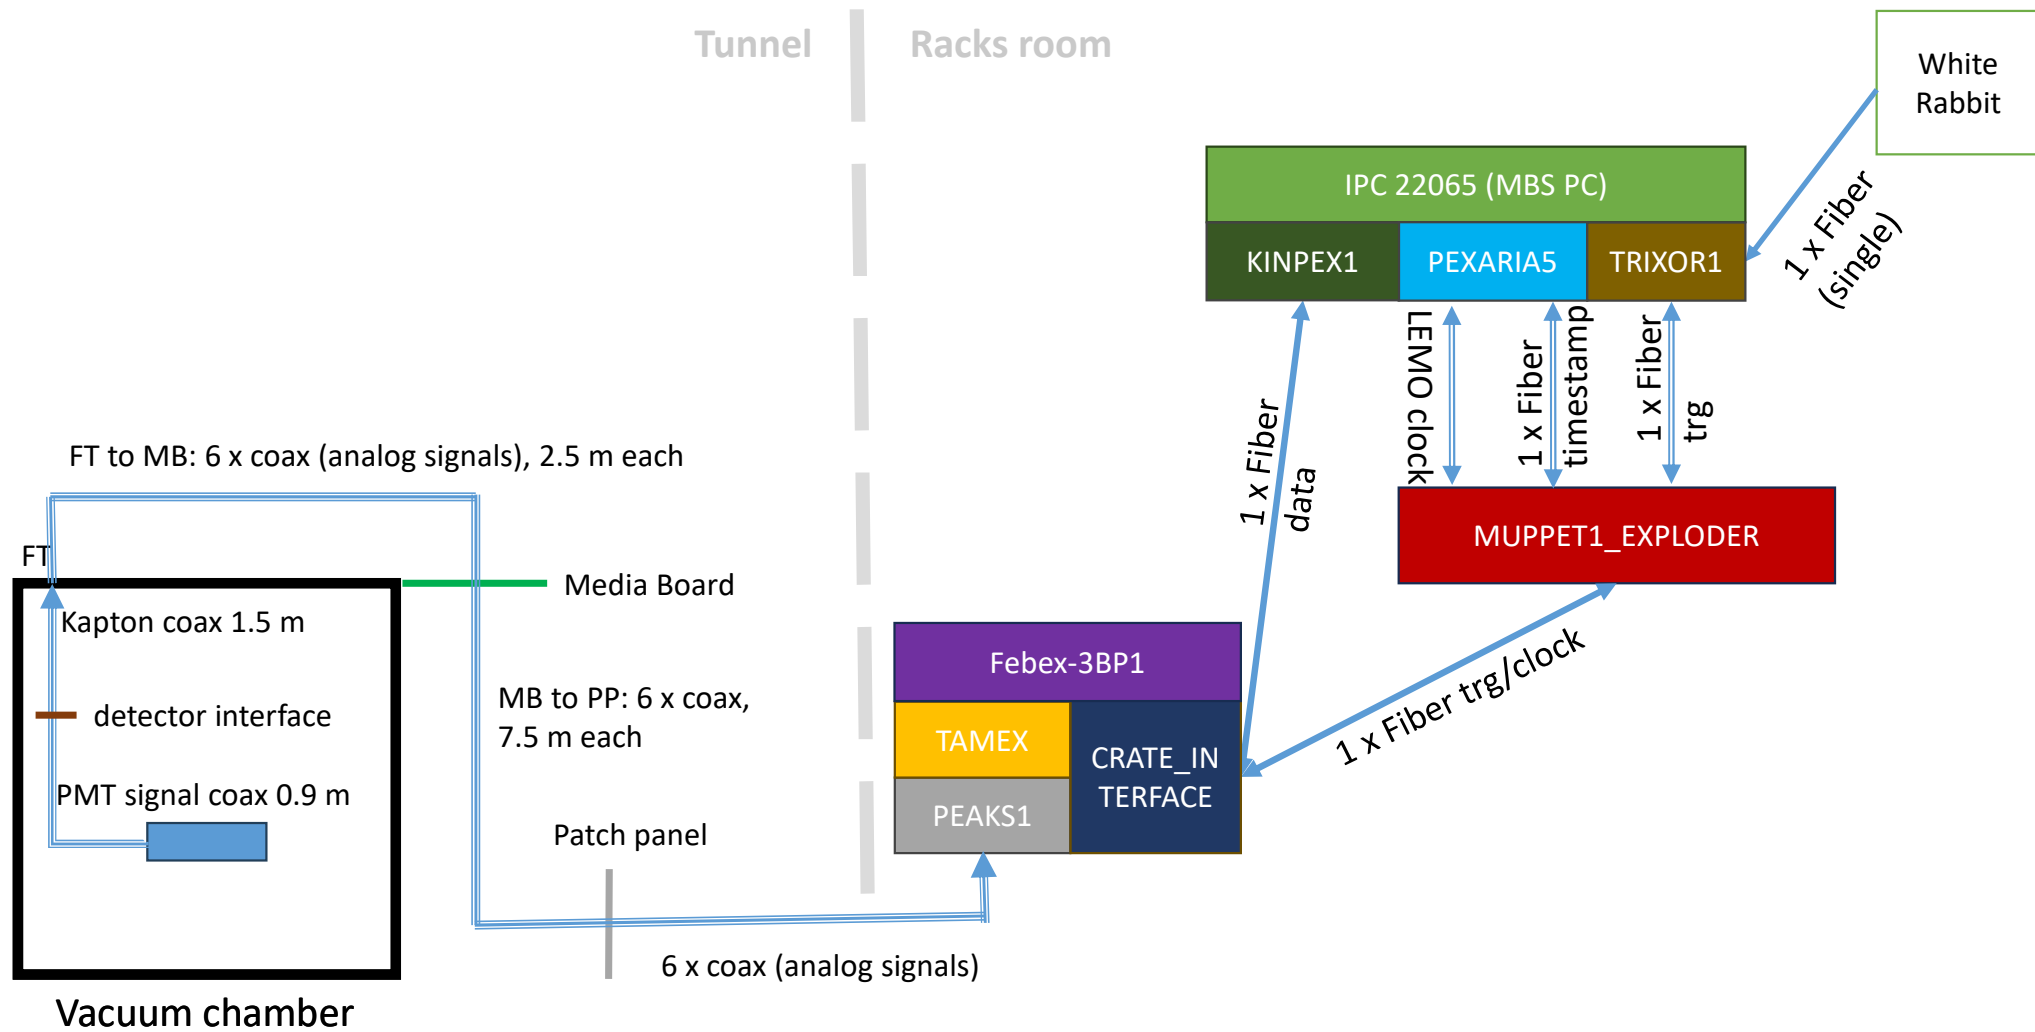 Tunnel
Racks room
White
Rabbit
IPC 22065 (MBS PC)
KINPEX1
PEXARIA5
TRIXOR1
1 x Fiber
(single)
LEMO clock
1 x Fiber
timestamp
1 x Fiber
trg
1 x Fiber
data
MUPPET1_EXPLODER
1 x Fiber trg/clock
FT to MB: 6 x coax (analog signals), 2.5 m each
FT
Media Board
Kapton coax 1.5 m
detector interface
MB to PP: 6 x coax,
7.5 m each
PMT signal coax 0.9 m
Patch panel
Febex-3BP1
TAMEX
CRATE_IN
TERFACE
PEAKS1
6 x coax (analog signals)
Vacuum chamber